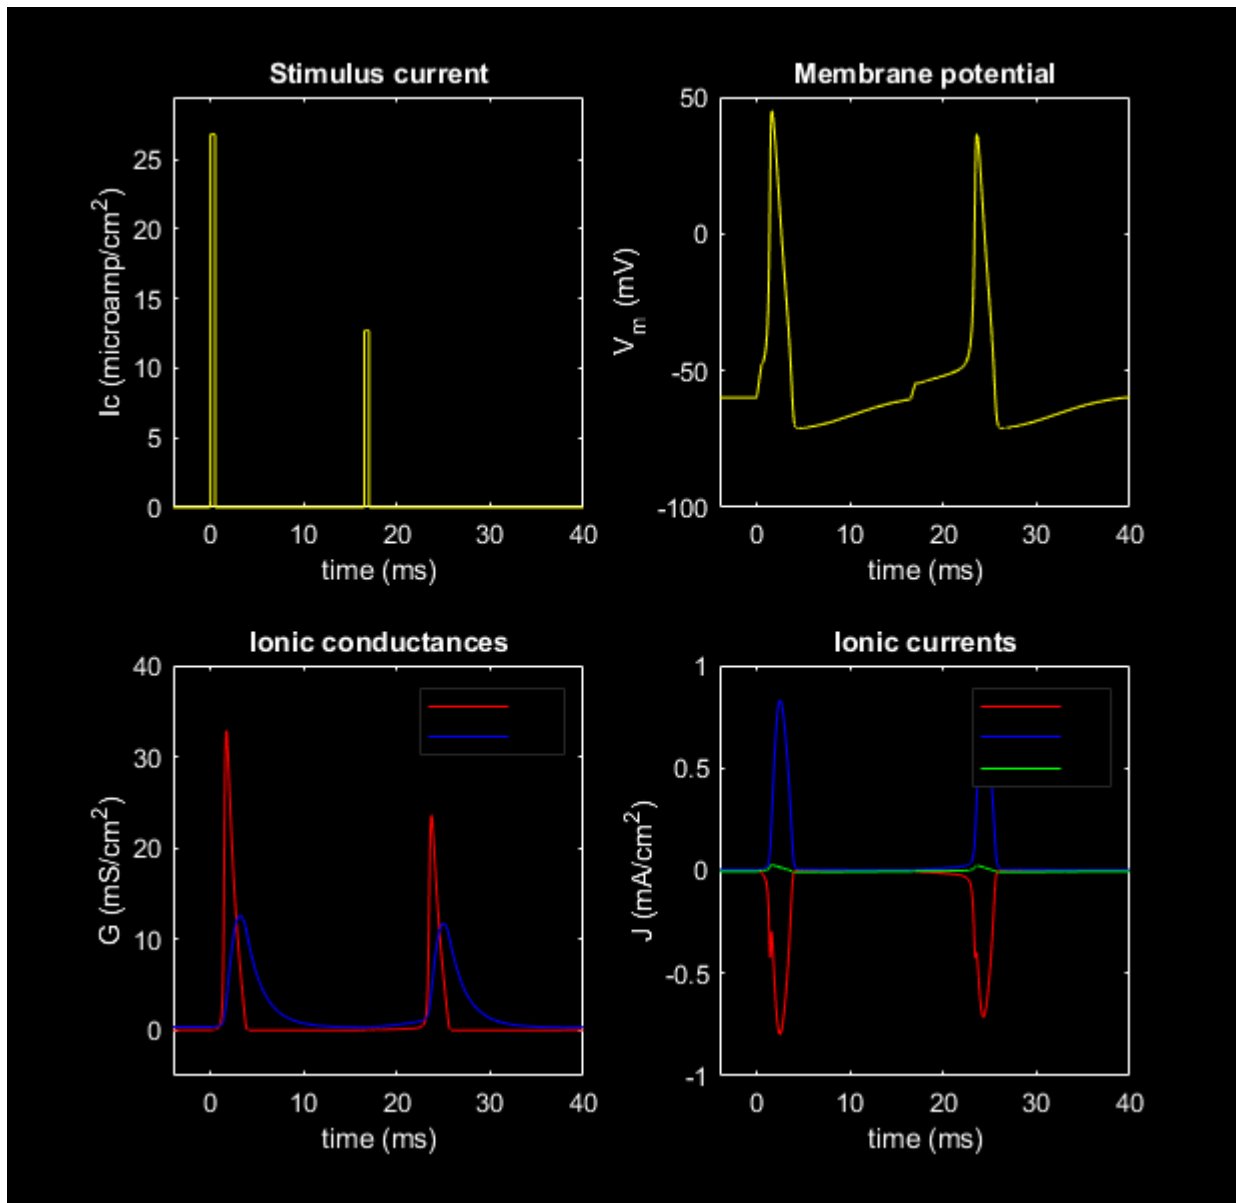 Stimulus current
Ic (microamp/cm²)
25
20
15
10
5
0
0 10 20 30 40
time (ms)
Membrane potential
Vₘ (mV)
50
0
-50
-100
0 10 20 30 40
time (ms)
Ionic conductances
G (mS/cm²)
40
30
20
10
0
0 10 20 30 40
time (ms)
Ionic currents
J (mA/cm²)
1
0.5
0
-0.5
-1
0 10 20 30 40
time (ms)